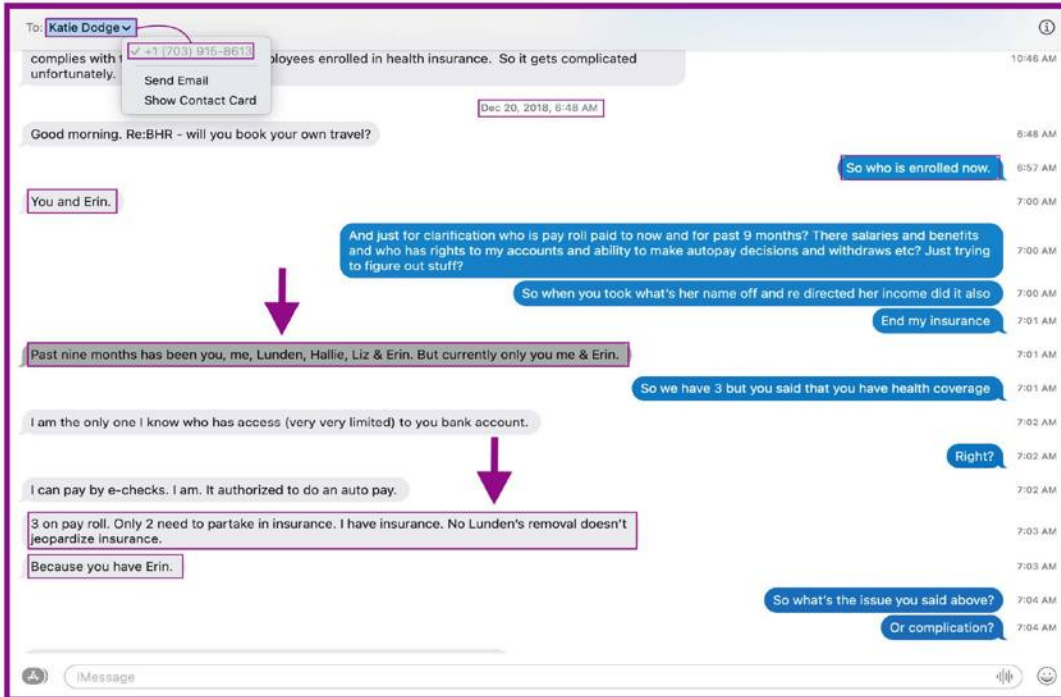 To: Katie Dodge
✓ +1 (703) 915-8613
Send Email
Show Contact Card
complies with t
loyees enrolled in health insurance. So it gets complicated
unfortunately.
10:46 AM
Dec 20, 2018, 6:48 AM
Good morning. Re:BHR - will you book your own travel?
6:48 AM
So who is enrolled now.
6:57 AM
You and Erin.
7:00 AM
And just for clarification who is pay roll paid to now and for past 9 months? There salaries and benefits
and who has rights to my accounts and ability to make autopay decisions and withdraws etc? Just trying
to figure out stuff?
7:00 AM
So when you took what's her name off and re directed her income did it also
7:00 AM
End my insurance
7:01 AM
Past nine months has been you, me, Lunden, Hallie, Liz & Erin. But currently only you me & Erin.
7:01 AM
So we have 3 but you said that you have health coverage
7:01 AM
I am the only one I know who has access (very very limited) to you bank account.
7:02 AM
Right?
7:02 AM
I can pay by e-checks. I am. It authorized to do an auto pay.
7:02 AM
3 on pay roll. Only 2 need to partake in insurance. I have insurance. No Lunden's removal doesn't
jeopardize insurance.
7:03 AM
Because you have Erin.
7:03 AM
So what's the issue you said above?
7:04 AM
Or complication?
7:04 AM
iMessage